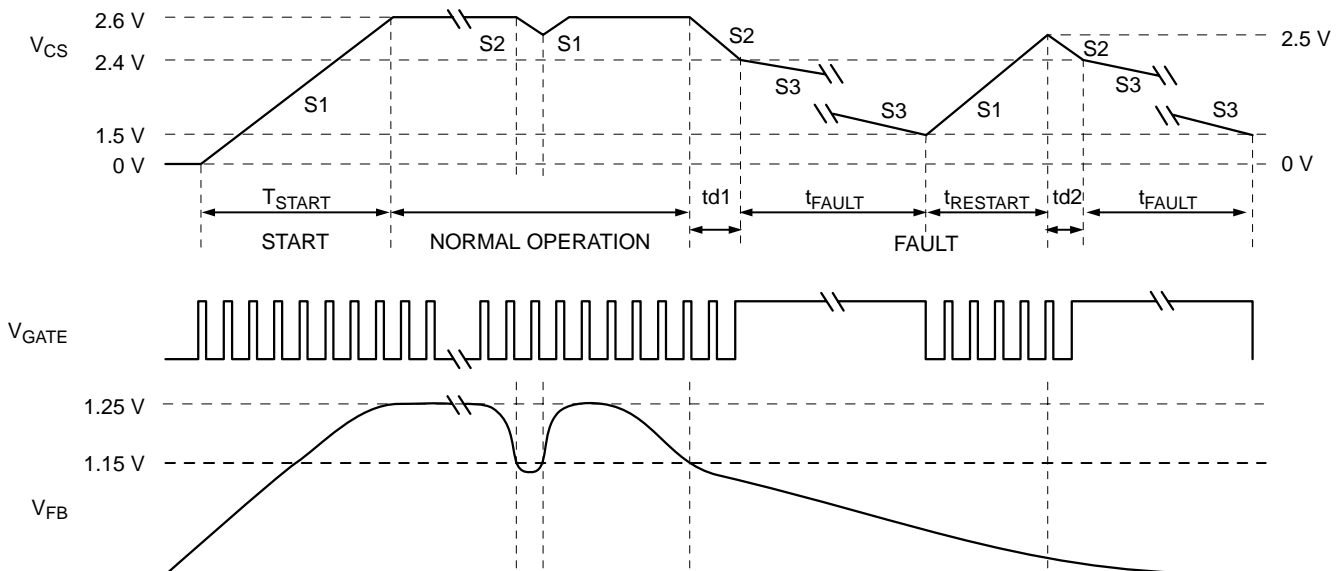 2.6 V
V_CS
S2
S1
S2
2.4 V
S1
S3
S3
1.5 V
0 V
S1
S2
2.5 V
S3
S3
0 V
T_START
td1
t_FAULT
t_RESTART
td2
t_FAULT
START
NORMAL OPERATION
FAULT
V_GATE
1.25 V
1.15 V
V_FB